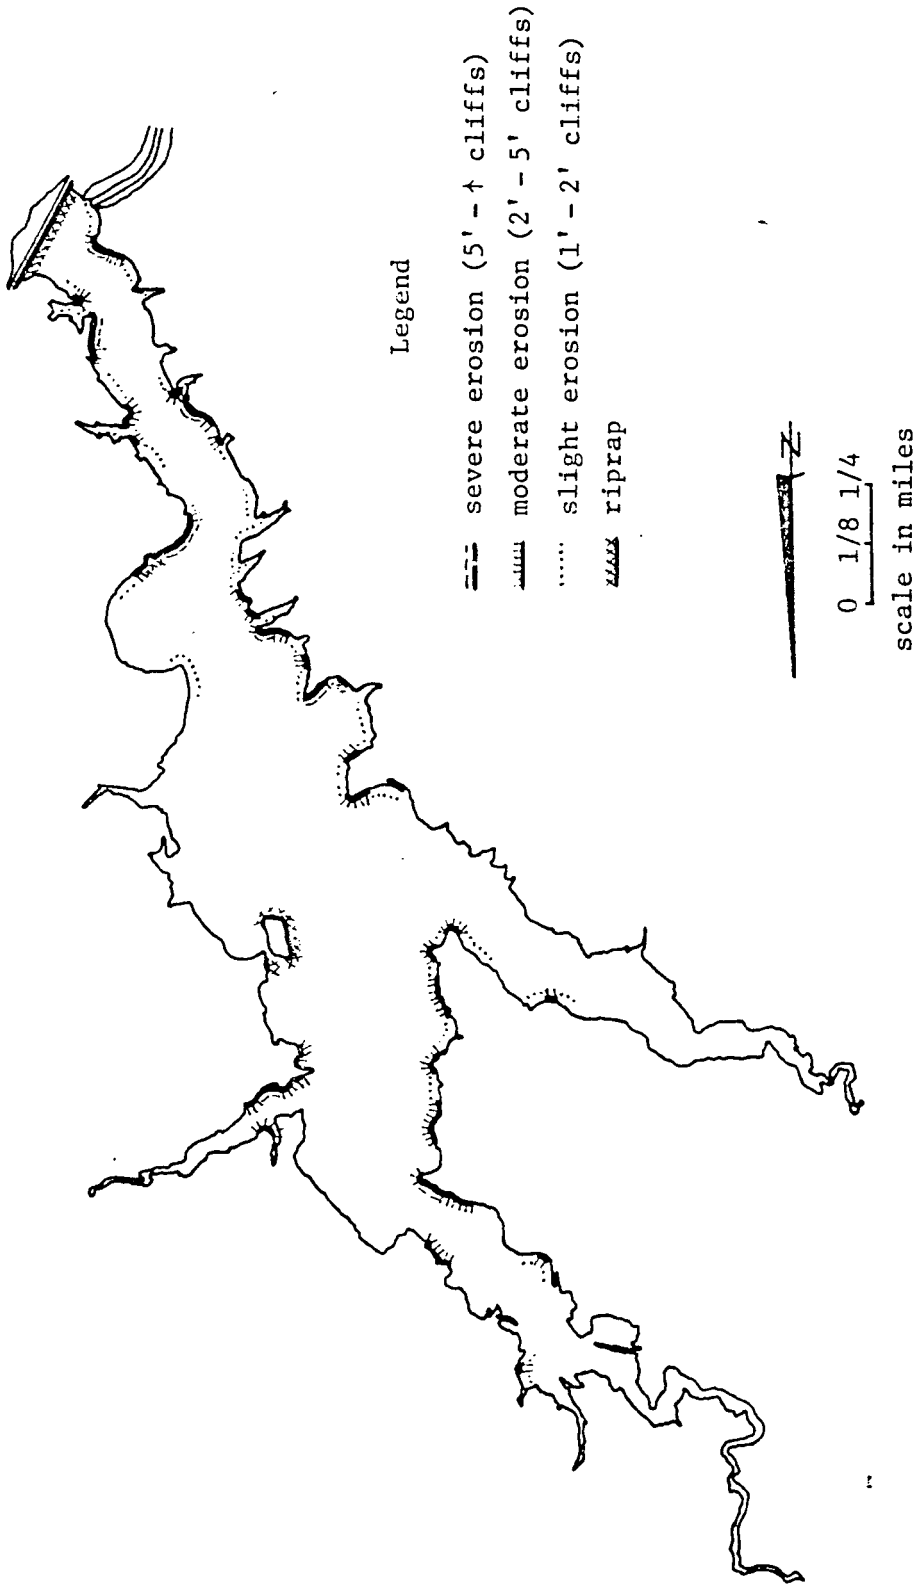 Legend
severe erosion (5' - ↑ cliffs)
moderate erosion (2' - 5' cliffs)
slight erosion (1' - 2' cliffs)
riprap
N
0 1/8 1/4
scale in miles